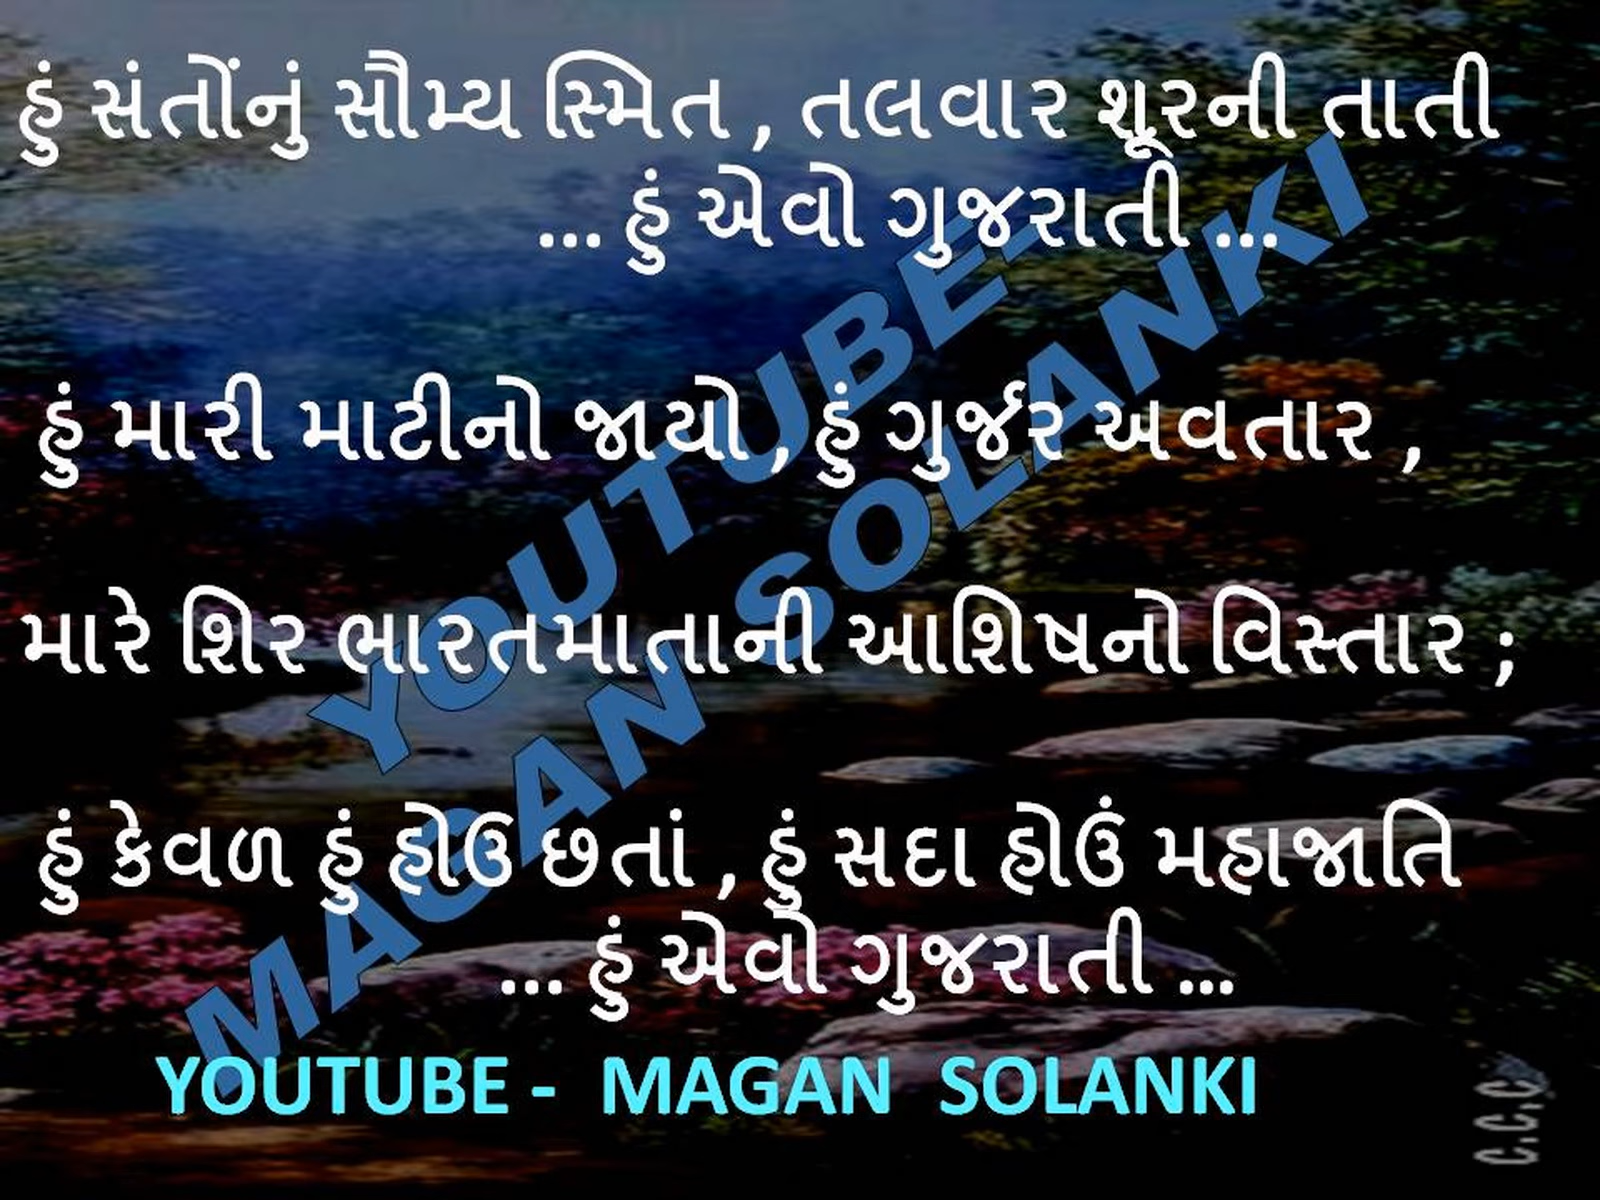 હું સંતોંનું સૌમ્ય સ્મિત , તલવાર શૂરની તાતી
... હું એવો ગુજરાતી ...
હું મારી માટીનો જાયો , હું ગુર્જર અવતાર ,
મારે શિર ભારતમાતાની આશિષનો વિસ્તાર ;
હું કેવળ હું હોઉ છતાં , હું સદા હોઉં મહાજાતિ
... હું એવો ગુજરાતી ...
YOUTUBE-
MAGAN SOLANKI
YOUTUBE - MAGAN SOLANKI
C.C.C